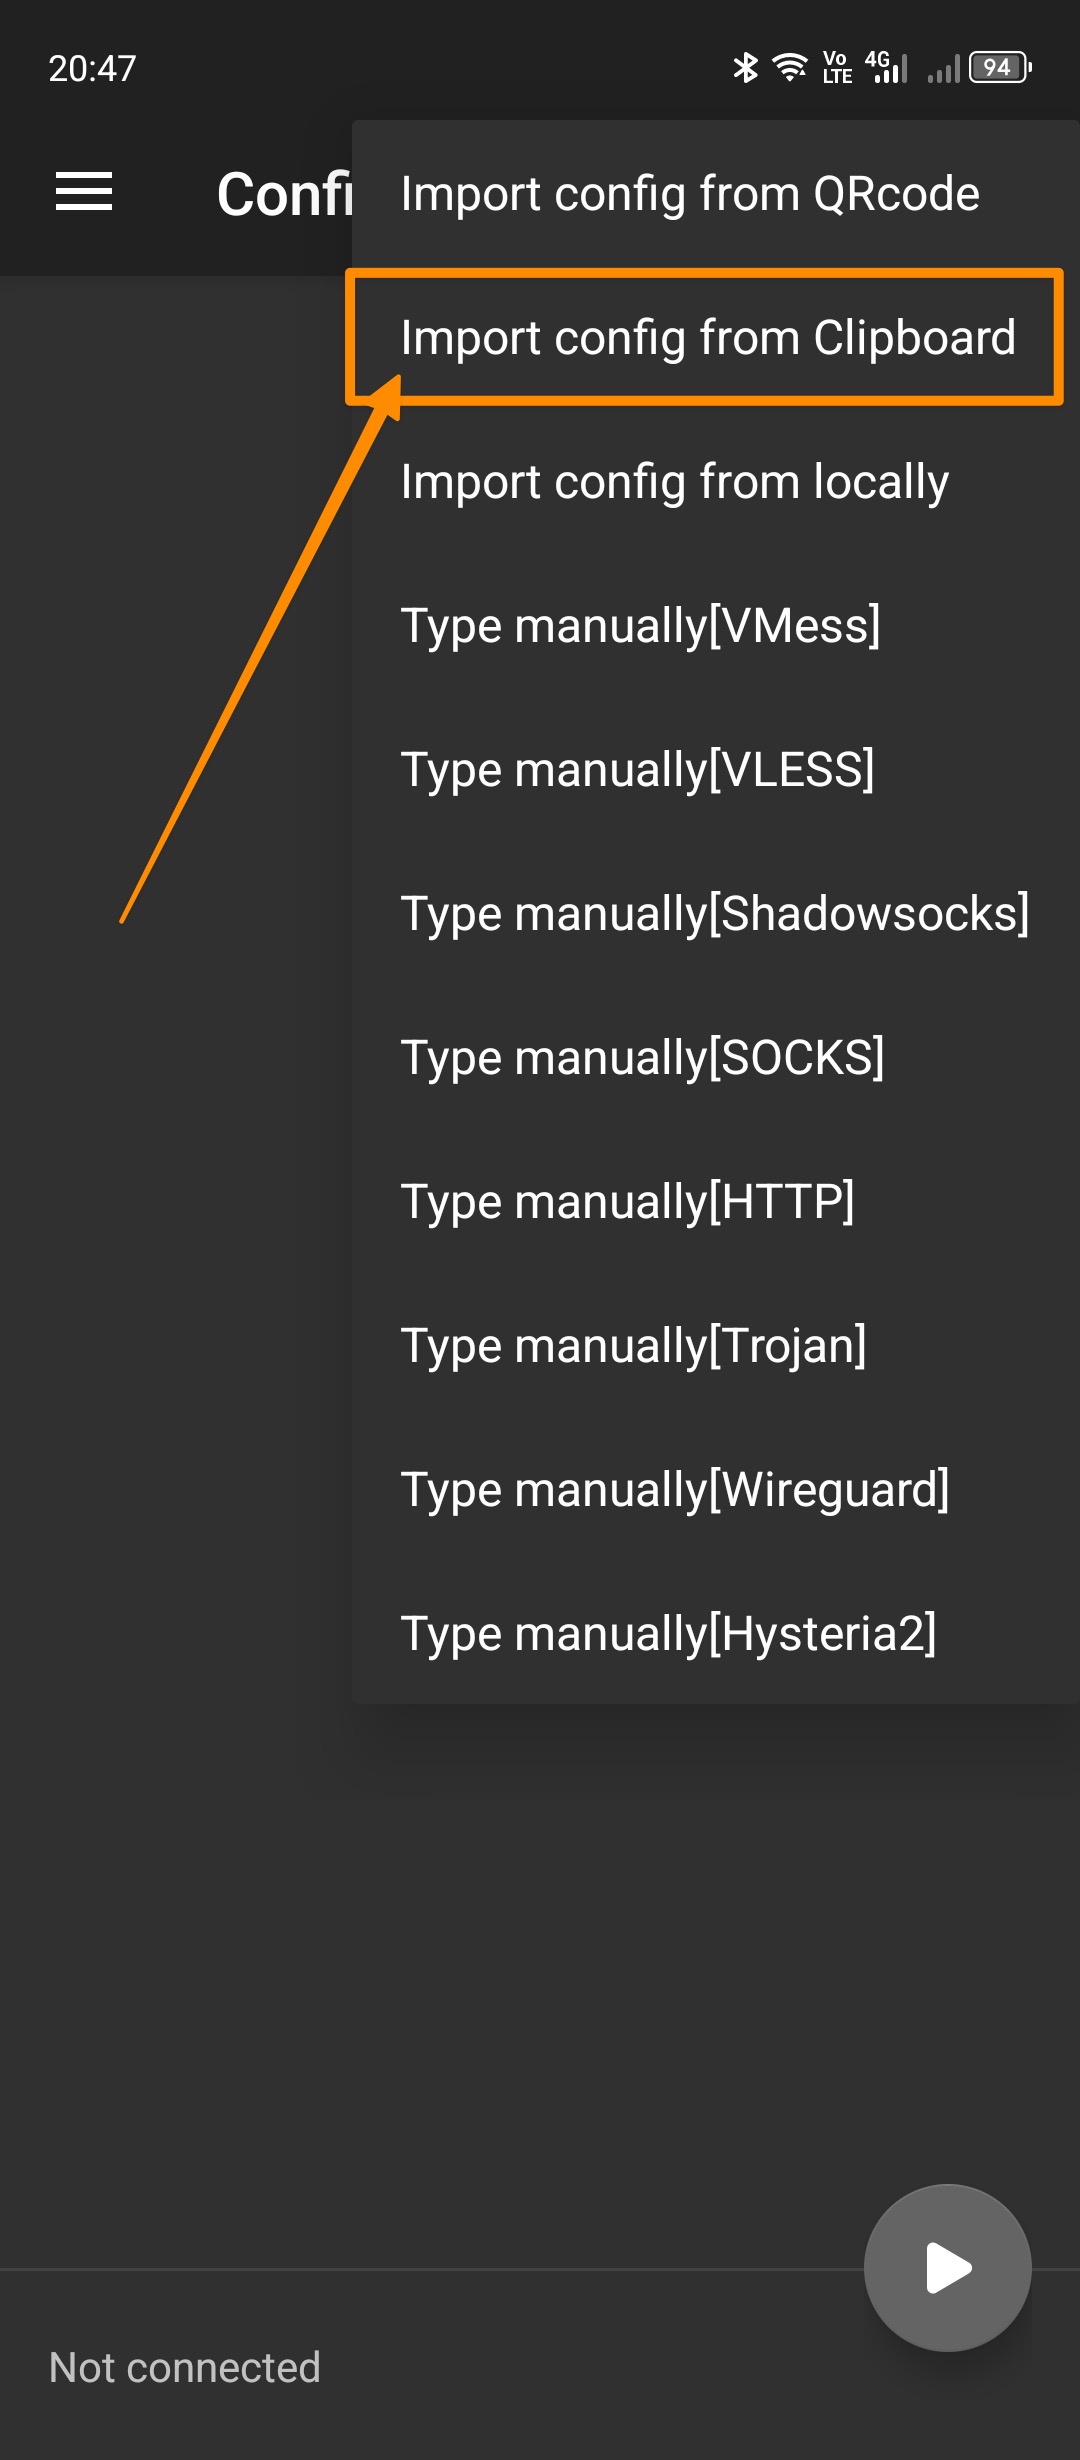 20:47
Vo LTE 4G 94
Confi
Import config from QRcode
Import config from Clipboard
Import config from locally
Type manually[VMess]
Type manually[VLESS]
Type manually[Shadowsocks]
Type manually[SOCKS]
Type manually[HTTP]
Type manually[Trojan]
Type manually[Wireguard]
Type manually[Hysteria2]
Not connected